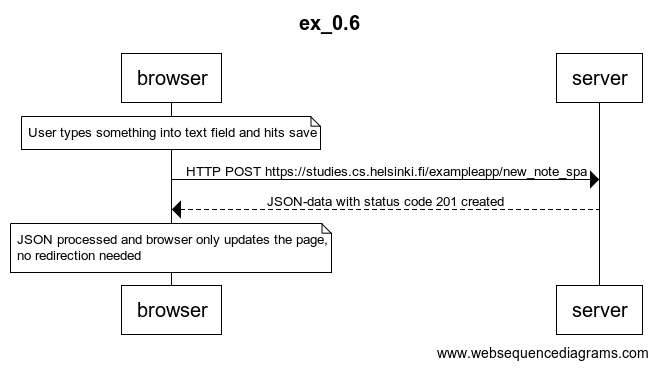 ex_0.6
browser
server
User types something into text field and hits save
HTTP POST https://studies.cs.helsinki.fi/exampleapp/new_note_spa
JSON-data with status code 201 created
JSON processed and browser only updates the page,
no redirection needed
browser
server
www.websequencediagrams.com